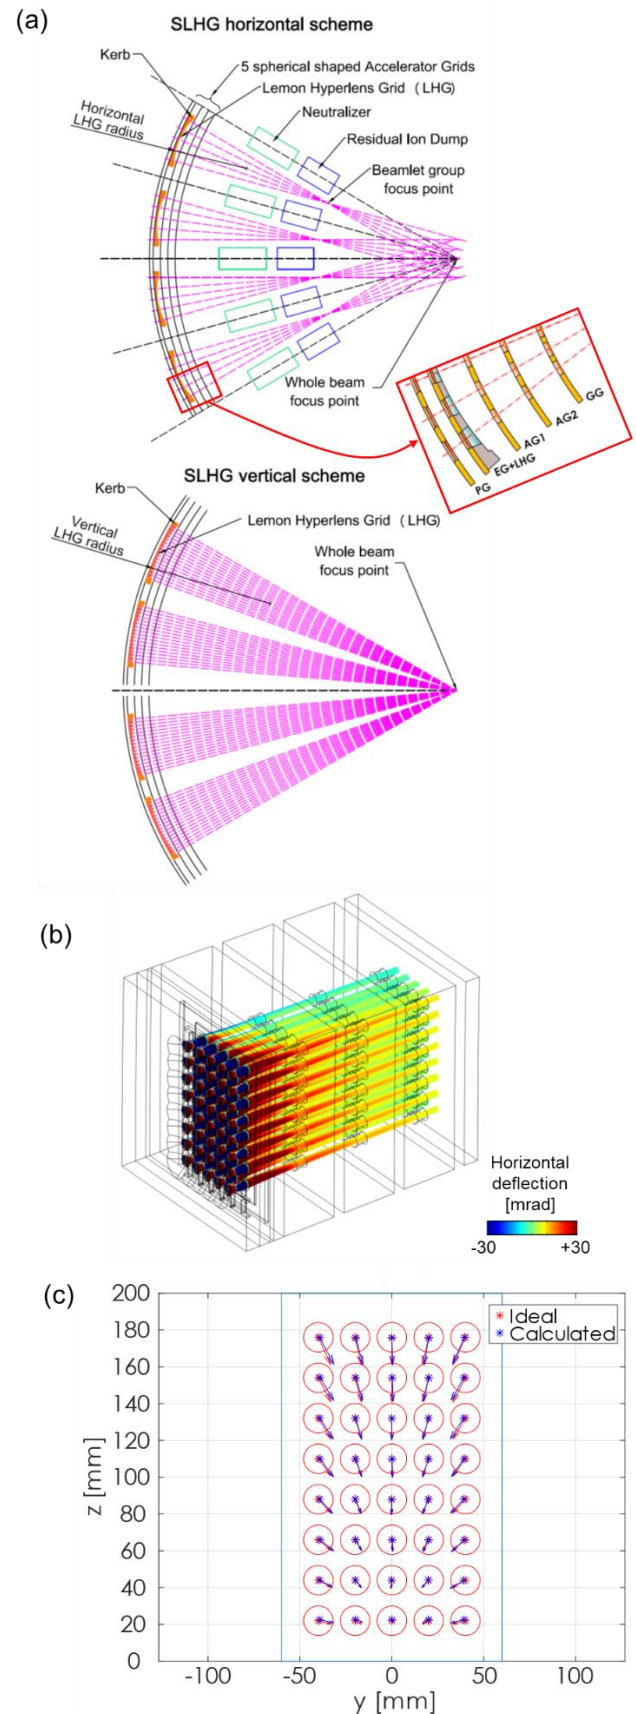 (a)
SLHG horizontal scheme
Kerb
5 spherical shaped Accelerator Grids
Lemon Hyperlens Grid (LHG)
Neutralizer
Horizontal
LHG radius
Residual Ion Dump
Beamlet group
focus point
Whole beam
focus point
GG
AG2
AG1
EG+LHG
PG
SLHG vertical scheme
Kerb
Lemon Hyperlens Grid (LHG)
Vertical
LHG radius
Whole beam
focus point
(b)
Horizontal
deflection
[mrad]
-30 +30
(c)
200
180
160
140
120
100
80
60
40
20
0
z [mm]
Ideal
Calculated
-100 -50 0 50 100
y [mm]